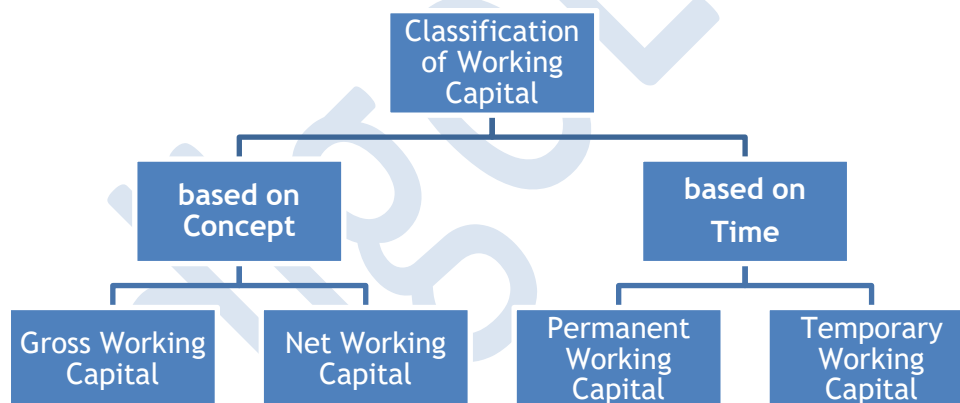 Classification
of Working
Capital
based on
Concept
based on
Time
Gross Working
Capital
Net Working
Capital
Permanent
Working
Capital
Temporary
Working
Capital